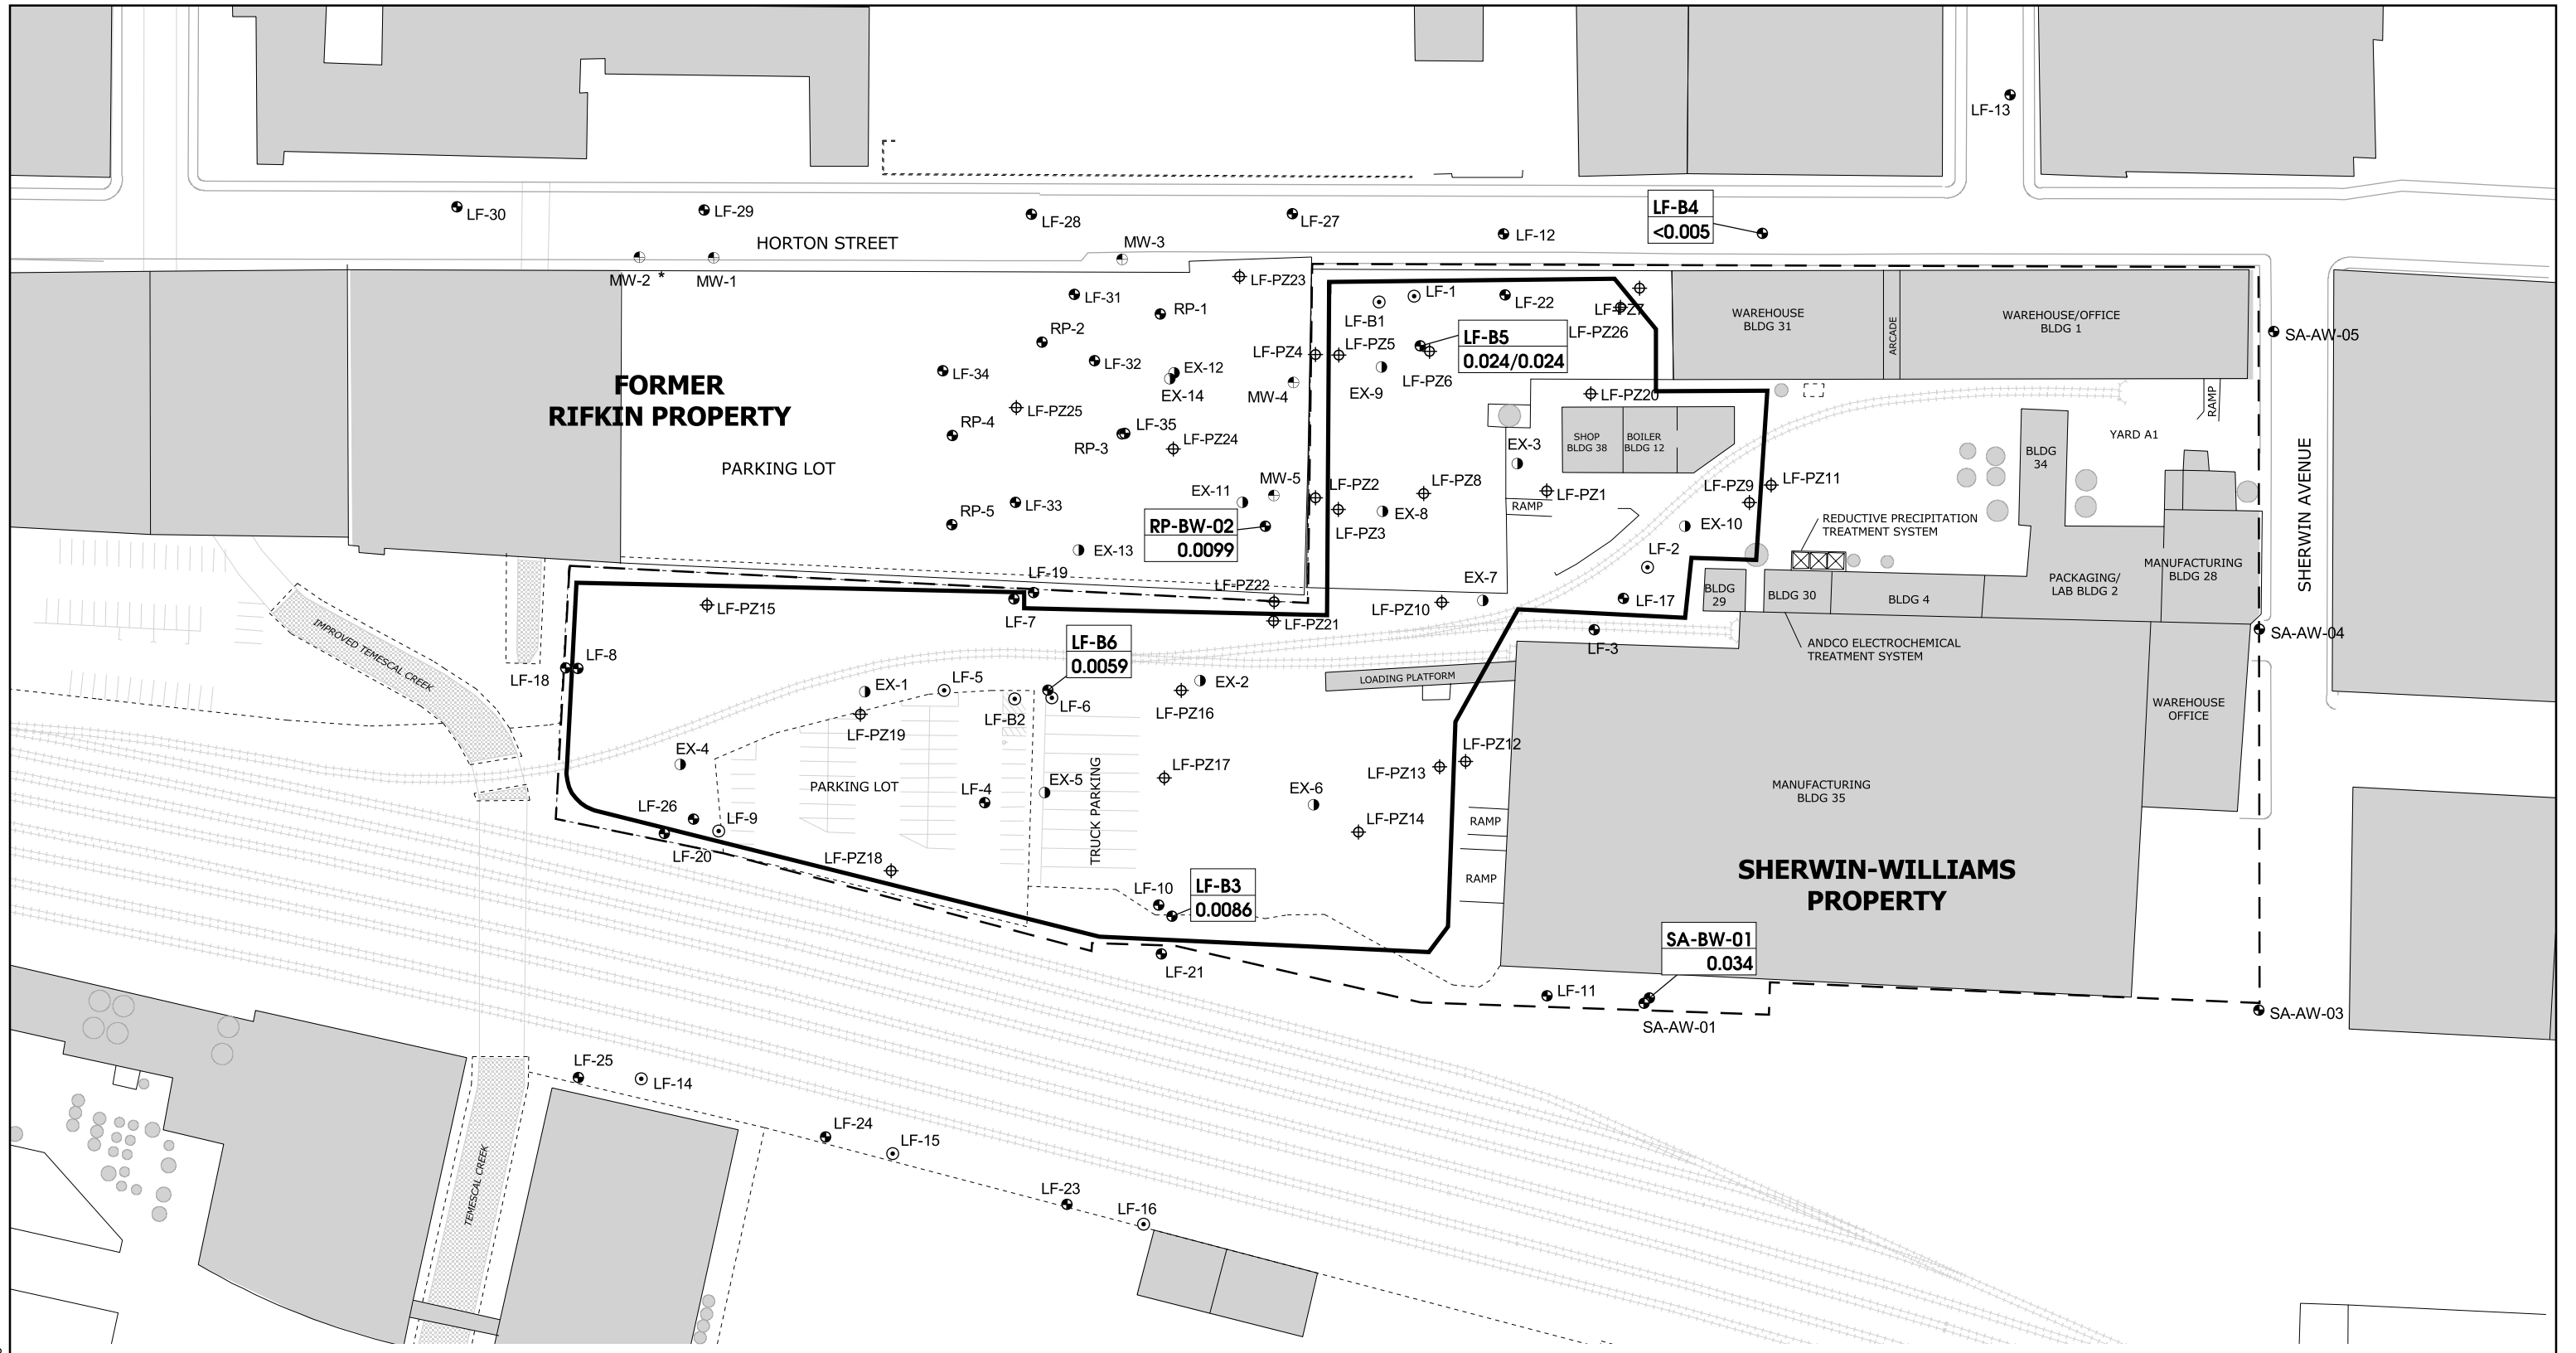 LF-13
LF-B4
<0.005
LF-30
LF-29
LF-28
LF-27
LF-12
HORTON STREET
MW-3
MW-2 *
MW-1
LF-PZ23
LF-31
RP-1
LF-1
LF-22
LF-PZ7
LF-B1
LF-PZ26
WAREHOUSE
BLDG 31
ARCADE
WAREHOUSE/OFFICE
BLDG 1
SA-AW-05
RP-2
LF-B5
0.024/0.024
LF-PZ4
LF-PZ5
LF-32
EX-12
LF-34
EX-14
MW-4
EX-9
LF-PZ6
LF-PZ20
FORMER
RIFKIN PROPERTY
LF-PZ25
RP-4
LF-35
RP-3
LF-PZ24
EX-3
SHOP
BLDG 38
BOILER
BLDG 12
RAMP
YARD A1
BLDG
34
SHERWIN AVENUE
PARKING LOT
MW-5
LF-PZ2
LF-PZ8
LF-PZ1
LF-PZ9
LF-PZ11
EX-11
RP-5
LF-33
RP-BW-02
0.0099
EX-8
LF-PZ3
RAMP
EX-10
REDUCTIVE PRECIPITATION
TREATMENT SYSTEM
EX-13
LF-2
LF-19
LF-PZ22
EX-7
LF-PZ10
LF-17
BLDG
29
BLDG 30
BLDG 4
PACKAGING/
LAB BLDG 2
MANUFACTURING
BLDG 28
LF-PZ15
LF-7
LF-PZ21
IMPROVED TEMESCAL CREEK
LF-B6
0.0059
LF-3
ANDCO ELECTROCHEMICAL
TREATMENT SYSTEM
SA-AW-04
LF-8
LF-18
EX-1
LF-5
EX-2
LOADING PLATFORM
LF-B2
LF-6
LF-PZ16
WAREHOUSE
OFFICE
LF-PZ19
EX-4
LF-PZ12
LF-PZ13
LF-PZ17
PARKING LOT
LF-4
EX-5
TRUCK PARKING
EX-6
MANUFACTURING
BLDG 35
LF-26
LF-9
LF-PZ14
RAMP
LF-20
LF-PZ18
RAMP
LF-10
LF-B3
0.0086
SHERWIN-WILLIAMS
PROPERTY
LF-21
SA-BW-01
0.034
LF-11
SA-AW-01
SA-AW-03
LF-25
LF-14
LF-24
LF-15
TEMESCAL CREEK
LF-23
LF-16